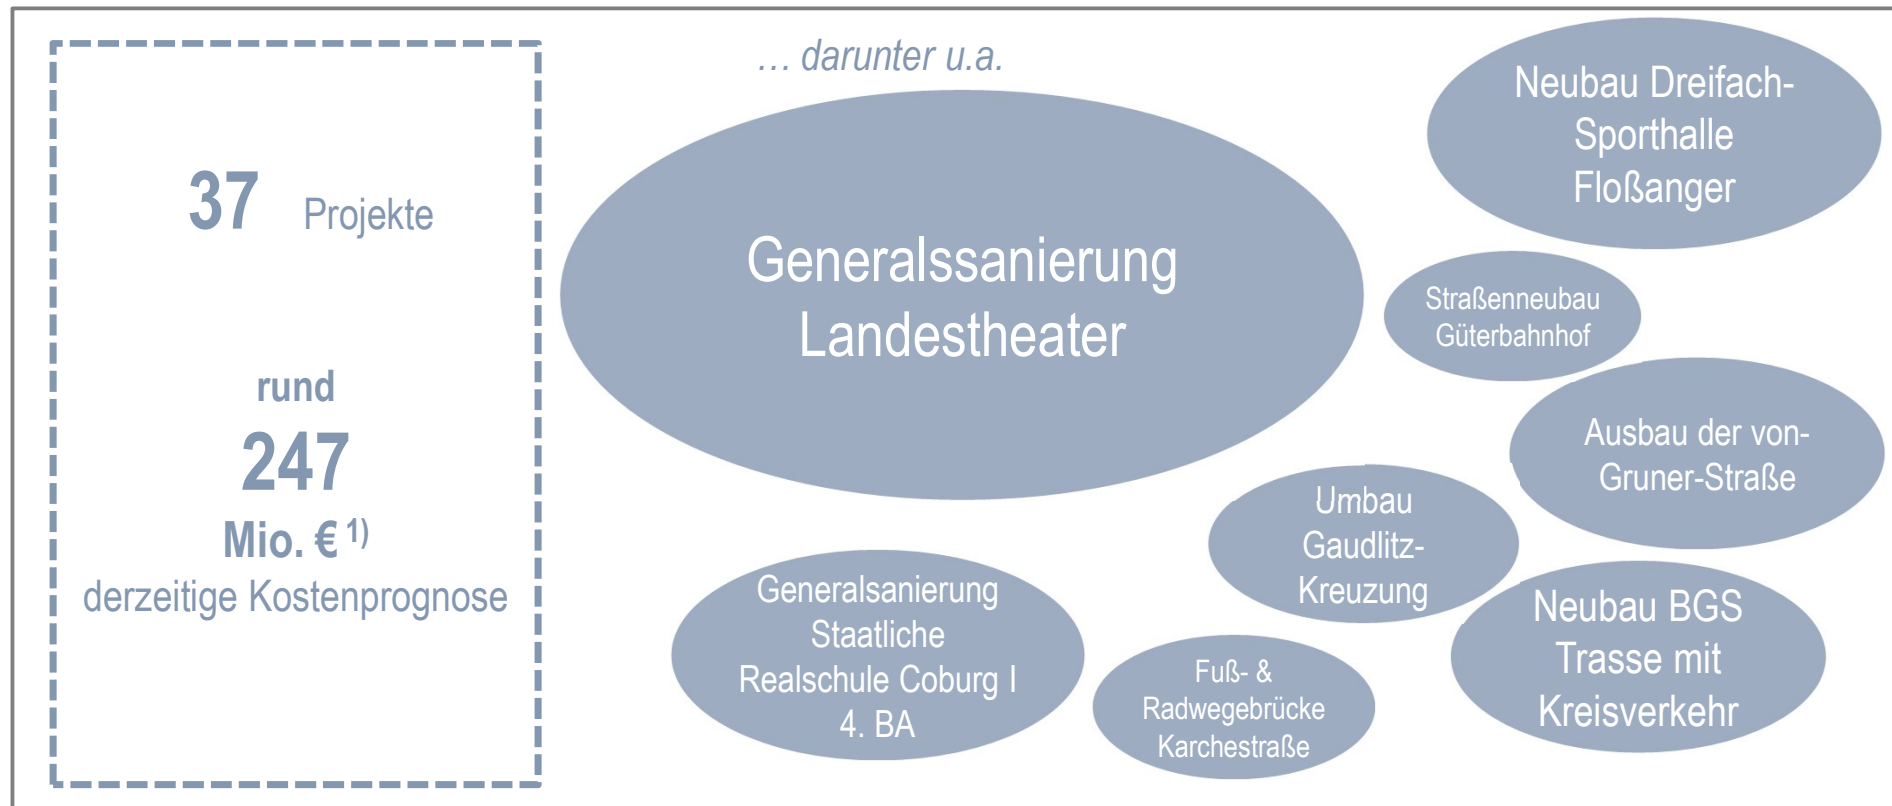 37 Projekte
rund
247
Mio. € 1)
derzeitige Kostenprognose
… darunter u.a.
Generalssanierung
Landestheater
Neubau Dreifach-
Sporthalle
Floßanger
Straßenneubau
Güterbahnhof
Ausbau der von-
Gruner-Straße
Umbau
Gaudlitz-
Kreuzung
Generalsanierung
Staatliche
Realschule Coburg I
4. BA
Fuß- &
Radwegebrücke
Karchestraße
Neubau BGS
Trasse mit
Kreisverkehr